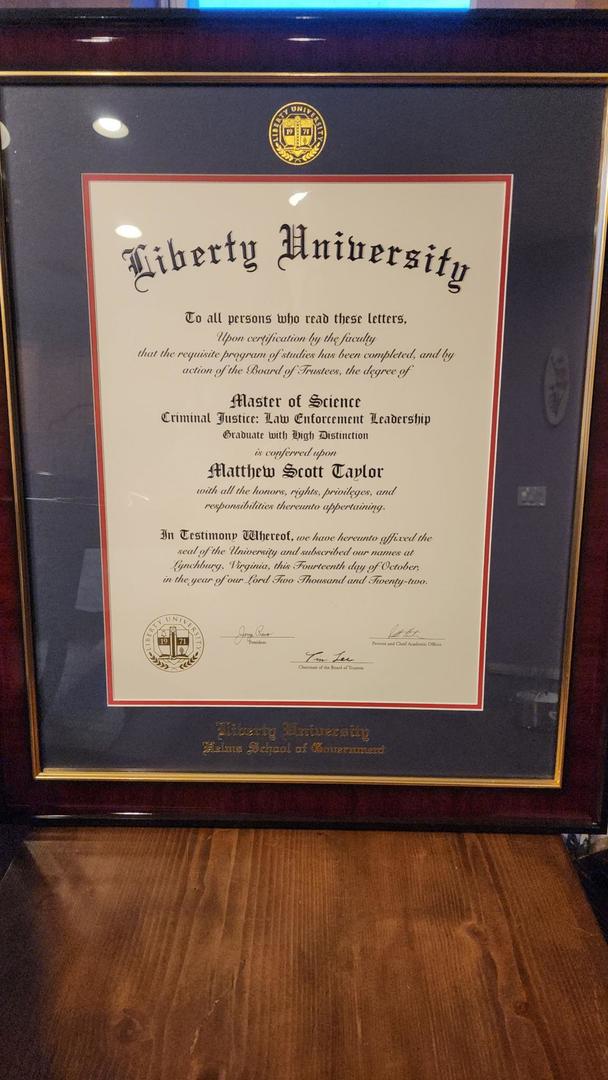 LIBERTY UNIVERSITY
1971
Liberty University
To all persons who read these letters,
Upon certification by the faculty
that the requisite program of studies has been completed, and by
action of the Board of Trustees, the degree of
Master of Science
Criminal Justice: Law Enforcement Leadership
Graduate with High Distinction
is conferred upon
Matthew Scott Taylor
with all the honors, rights, privileges, and
responsibilities thereunto appertaining.
In Testimony Whereof, we have hereunto affixed the
seal of the University and subscribed our names at
Lynchburg, Virginia, this Fourteenth day of October,
in the year of our Lord Two Thousand and Twenty-two.
LIBERTY UNIVERSITY
1971
President
Provost and Chief Academic Officer
Chairman of the Board of Trustees
Liberty University
Helms School of Government